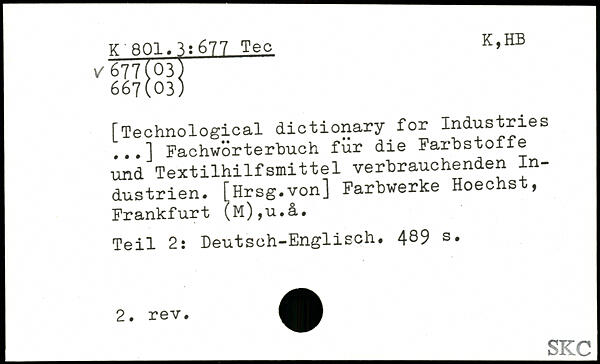 K 801.3:677 Tec
K,HB
v 677(03)
667(03)
[Technological dictionary for Industries
...] Fachwörterbuch für die Farbstoffe
und Textilhilfsmittel verbrauchenden In-
dustrien. [Hrsg.von] Farbwerke Hoechst,
Frankfurt (M),u.å.
Teil 2: Deutsch-Englisch. 489 s.
2. rev.
SKC